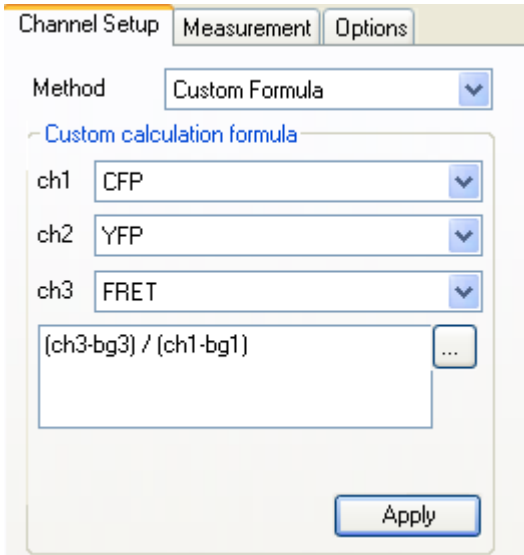 Channel Setup Measurement Options
Method Custom Formula
Custom calculation formula
ch1 CFP
ch2 YFP
ch3 FRET
(ch3-bg3) / (ch1-bg1) ...
Apply